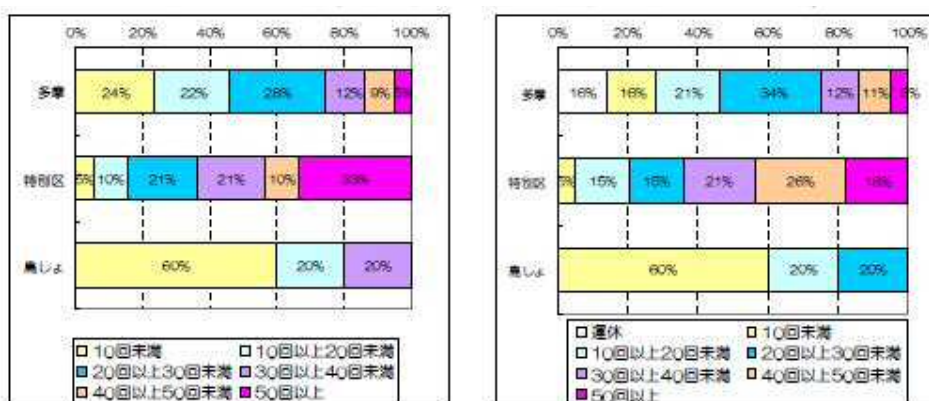 0% 20% 40% 60% 80% 100%
多摩 24% 22% 28% 12% 9% 5%
特別区 5% 10% 21% 21% 10% 33%
島しょ 60% 20% 20%
10回未満 10回以上20回未満
20回以上30回未満 30回以上40回未満
40回以上50回未満 50回以上
0% 20% 40% 60% 80% 100%
多摩 16% 16% 21% 34% 12% 11%
特別区 5% 15% 15% 21% 26% 18%
島しょ 60% 20% 20%
運休 10回未満
10回以上20回未満 20回以上30回未満
30回以上40回未満 40回以上50回未満
50回以上